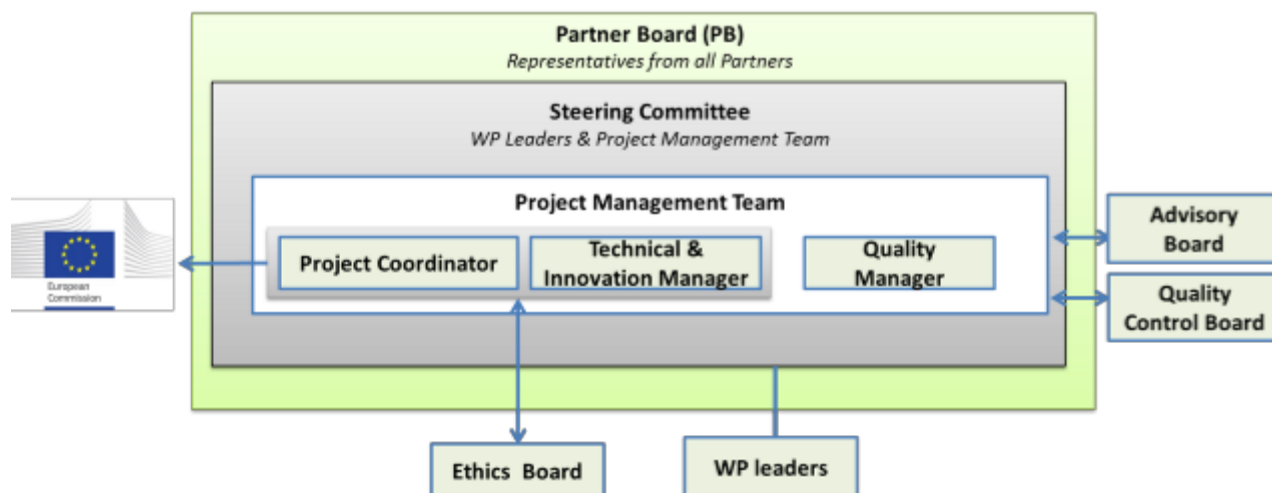 Partner Board (PB)
Representatives from all Partners
Steering Committee
WP Leaders & Project Management Team
Project Management Team
Project Coordinator
Technical &
Innovation Manager
Quality
Manager
European
Commission
Advisory
Board
Quality
Control Board
Ethics Board
WP leaders